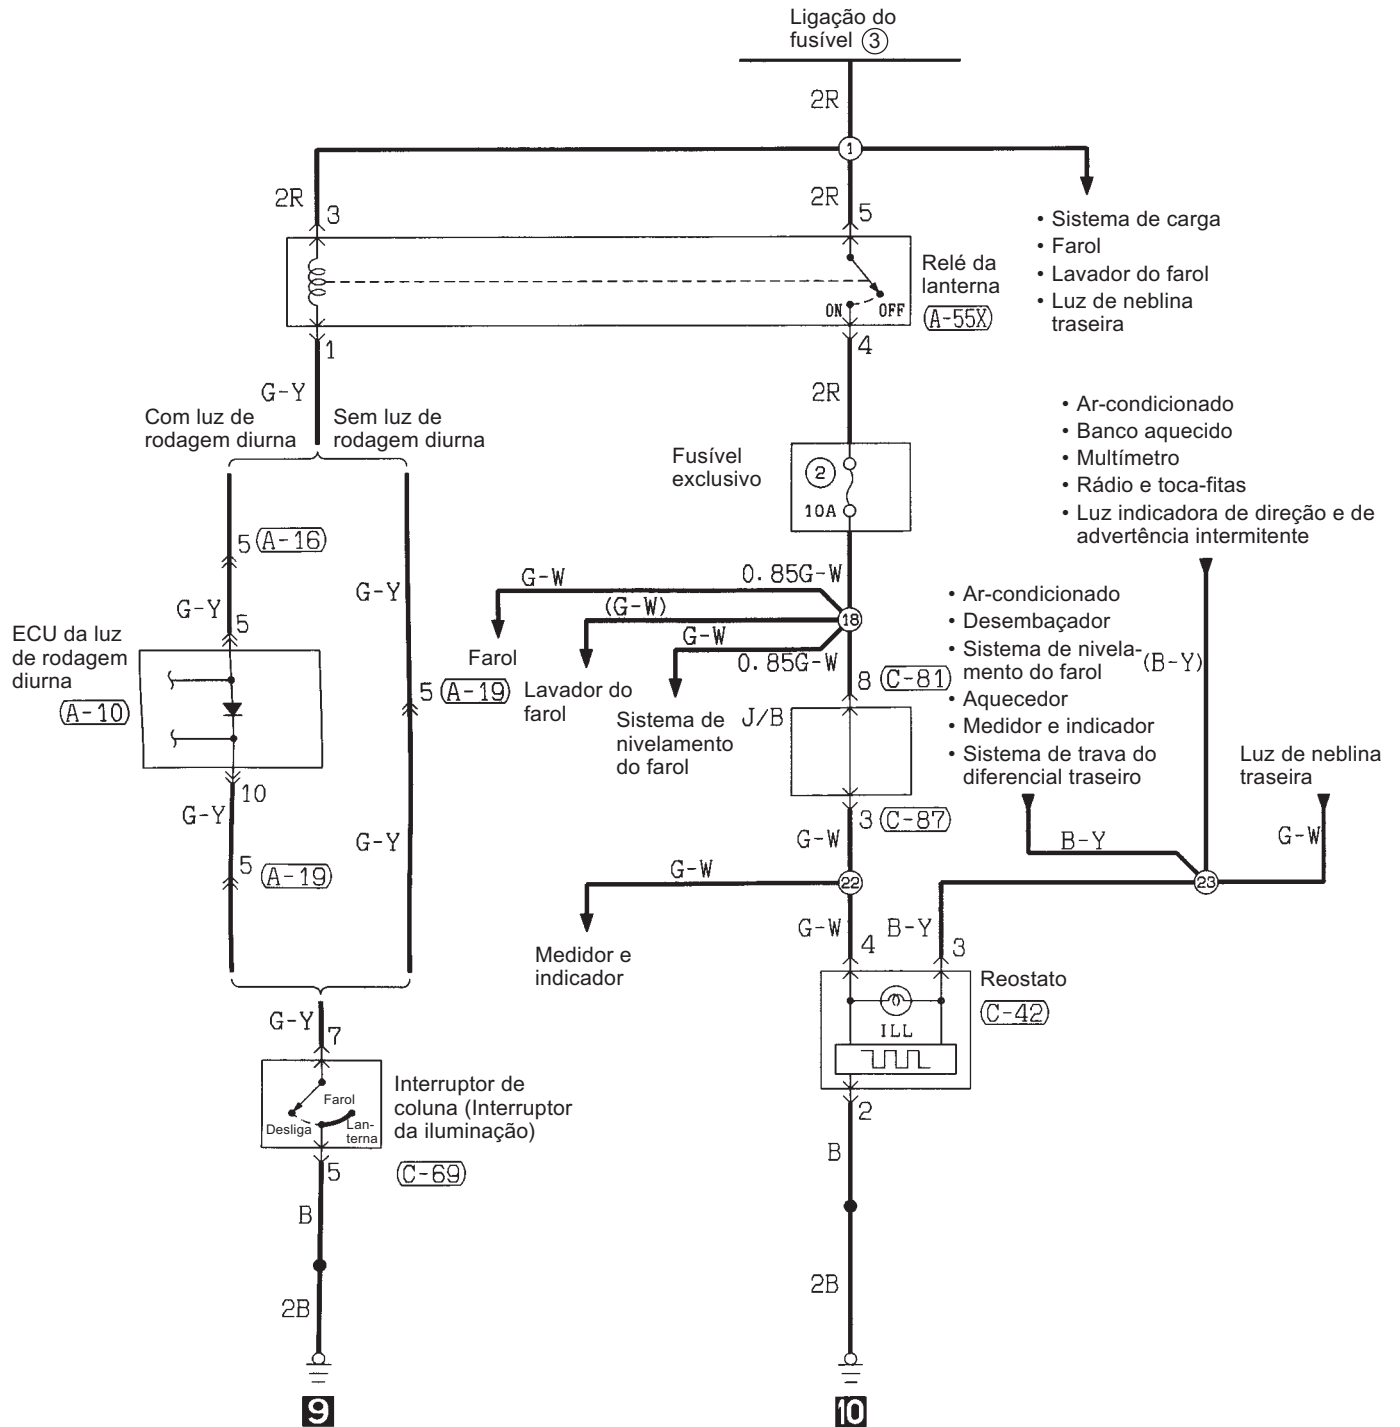 Ligação do
fusível ③
2R
1
2R
3
2R
5
• Sistema de carga
• Farol
• Lavador do farol
• Luz de neblina
traseira
Relé da
lanterna
A-55X
ON
OFF
1
4
G-Y
2R
Com luz de
rodagem diurna
Sem luz de
rodagem diurna
• Ar-condicionado
• Banco aquecido
• Multímetro
• Rádio e toca-fitas
• Luz indicadora de direção e de
advertência intermitente
Fusível
exclusivo
2
10A
5
A-16
G-Y
G-Y
5
G-W
0.85G-W
(G-W)
18
G-W
0.85G-W
ECU da luz
de rodagem
diurna
A-10
Farol
5
A-19
Lavador do
farol
Sistema de
nivelamento
do farol
8
C-81
J/B
• Ar-condicionado
• Desembaçador
• Sistema de nivela-
mento do farol
• Aquecedor
• Medidor e indicador
• Sistema de trava do
diferencial traseiro
(B-Y)
Luz de neblina
traseira
10
G-Y
G-Y
3
C-87
G-W
B-Y
G-W
5
A-19
G-W
22
23
Medidor e
indicador
G-W
4
B-Y
3
Reostato
C-42
ILL
G-Y
7
Farol
Desliga
Lan-
terna
Interruptor de
coluna (Interruptor
da iluminação)
C-69
5
2
B
B
2B
2B
9
10